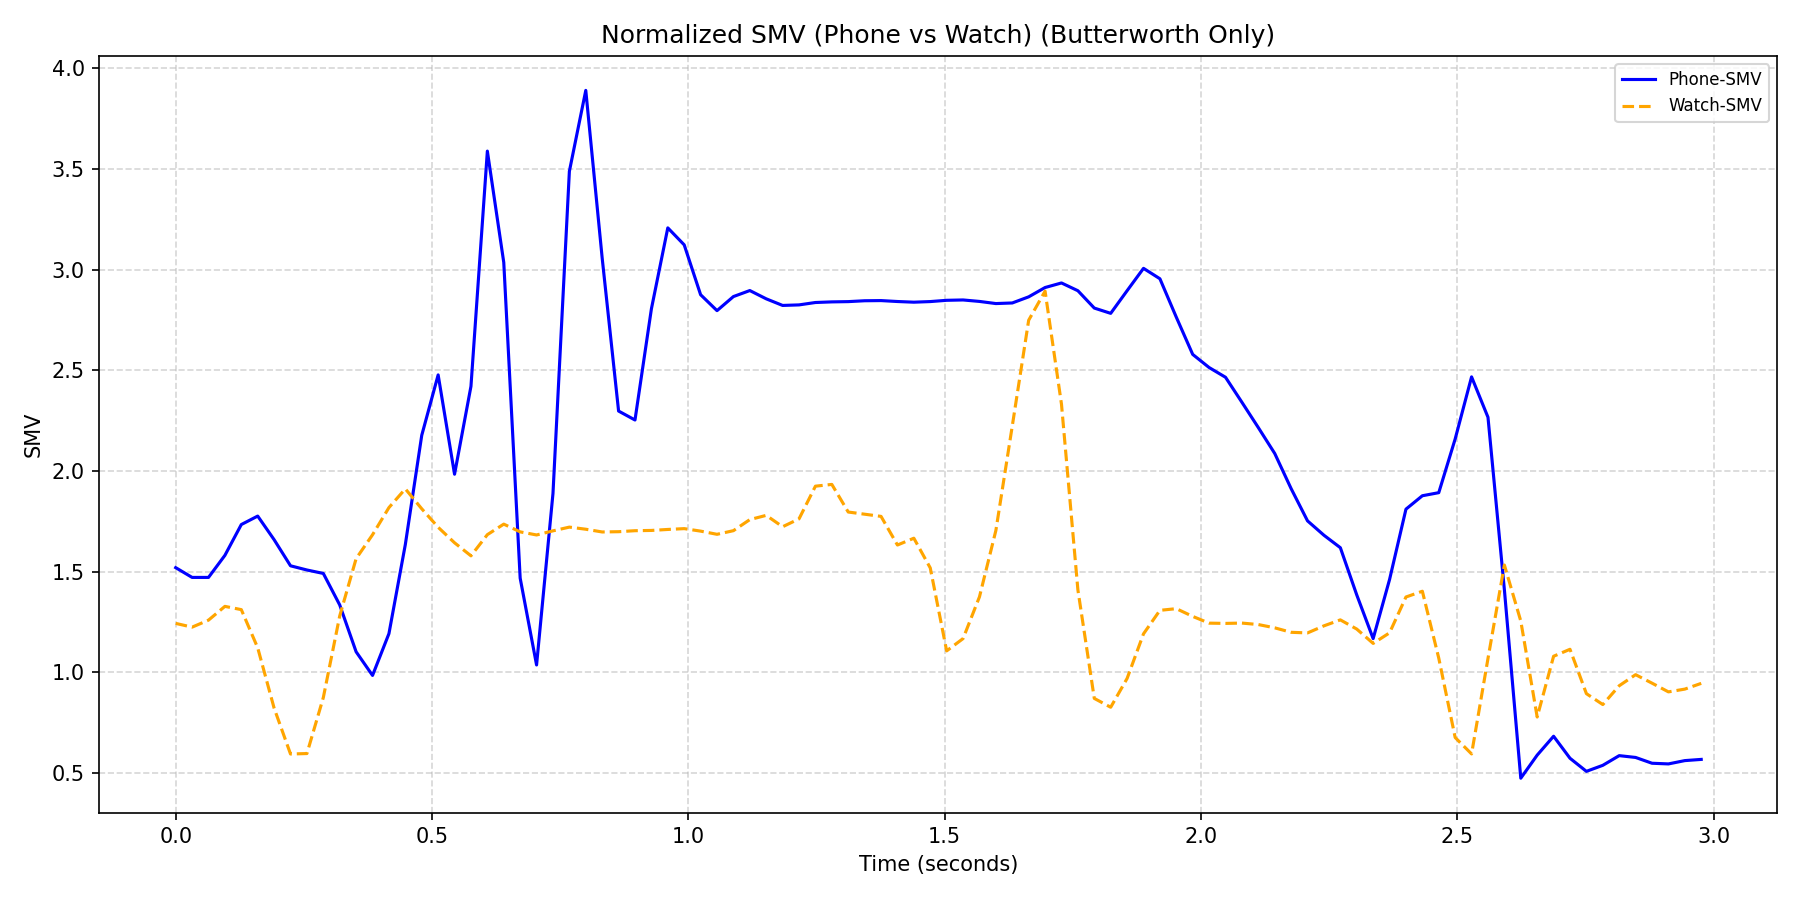 Normalized SMV (Phone vs Watch) (Butterworth Only)
4.0
3.5
3.0
2.5
2.0
1.5
1.0
0.5
SMV
Phone-SMV
Watch-SMV
0.0 0.5 1.0 1.5 2.0 2.5 3.0
Time (seconds)